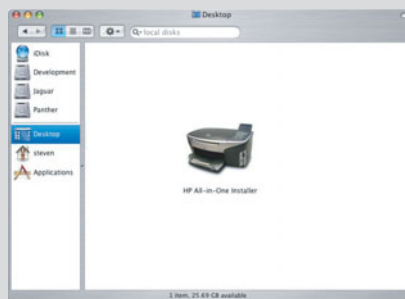 Desktop
local disks
iDisk
Development
Jaguar
Panther
Desktop
steven
Applications
HP All-in-One Installer
1 item, 25.69 GB available